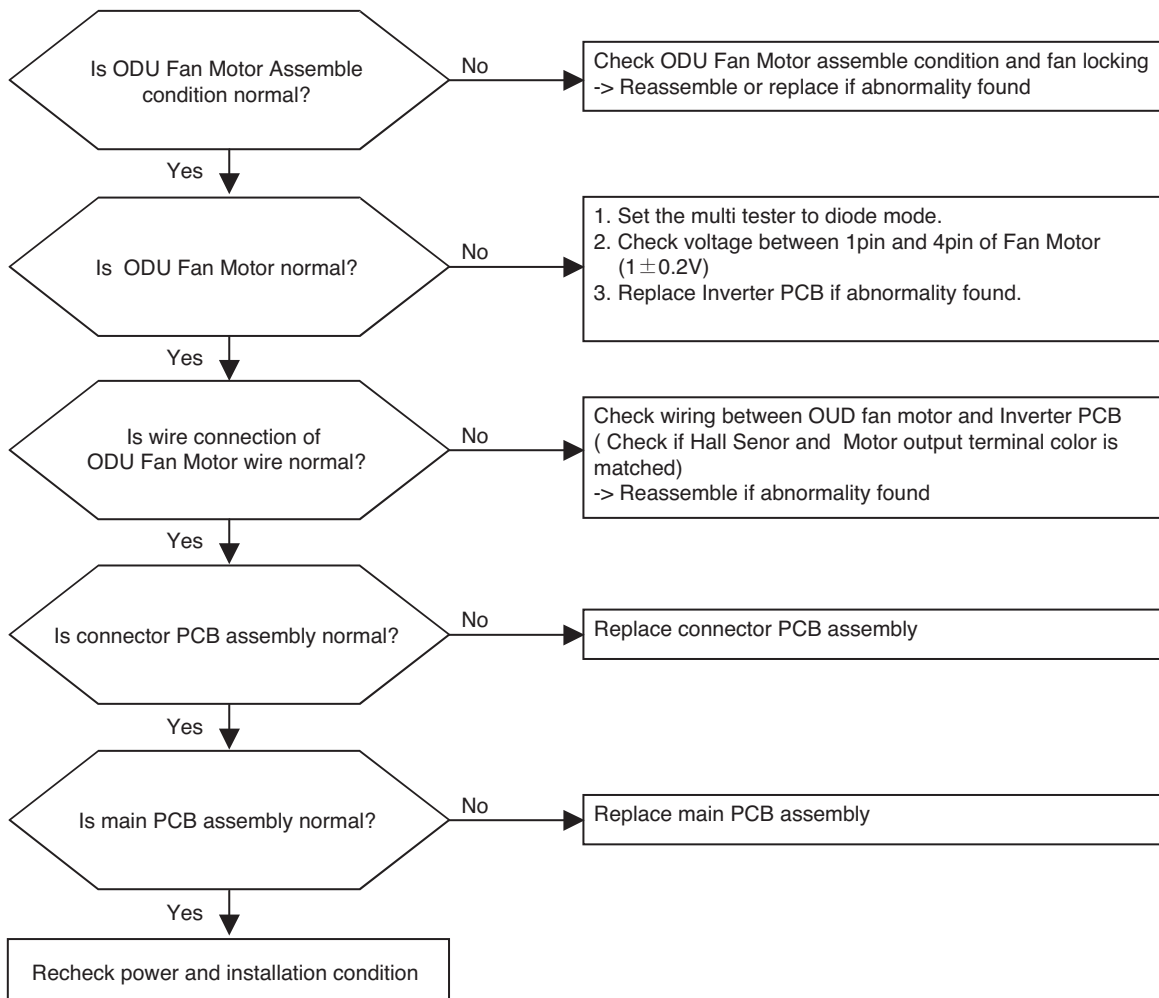 Is ODU Fan Motor Assemble
condition normal?
No
Check ODU Fan Motor assemble condition and fan locking
-> Reassemble or replace if abnormality found
Yes
Is ODU Fan Motor normal?
No
1. Set the multi tester to diode mode.
2. Check voltage between 1pin and 4pin of Fan Motor
(1±0.2V)
3. Replace Inverter PCB if abnormality found.
Yes
Is wire connection of
ODU Fan Motor wire normal?
No
Check wiring between OUD fan motor and Inverter PCB
( Check if Hall Senor and Motor output terminal color is
matched)
-> Reassemble if abnormality found
Yes
Is connector PCB assembly normal?
No
Replace connector PCB assembly
Yes
Is main PCB assembly normal?
No
Replace main PCB assembly
Yes
Recheck power and installation condition